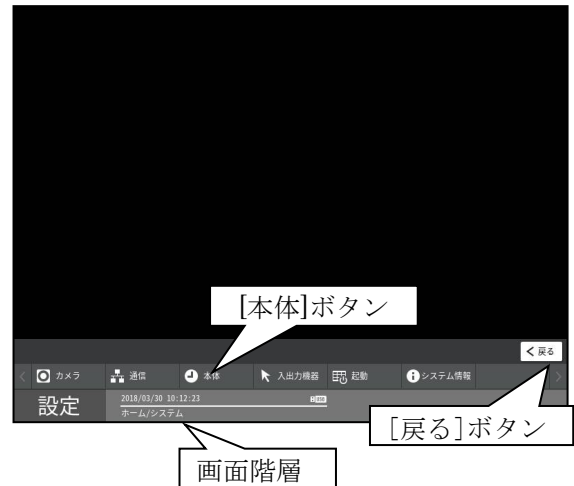 [本体]ボタン
戻る
カメラ 通信 本体 入出力機器 起動 システム情報
設定
2018/03/30 10:12:23
ホーム/システム
[戻る]ボタン
画面階層